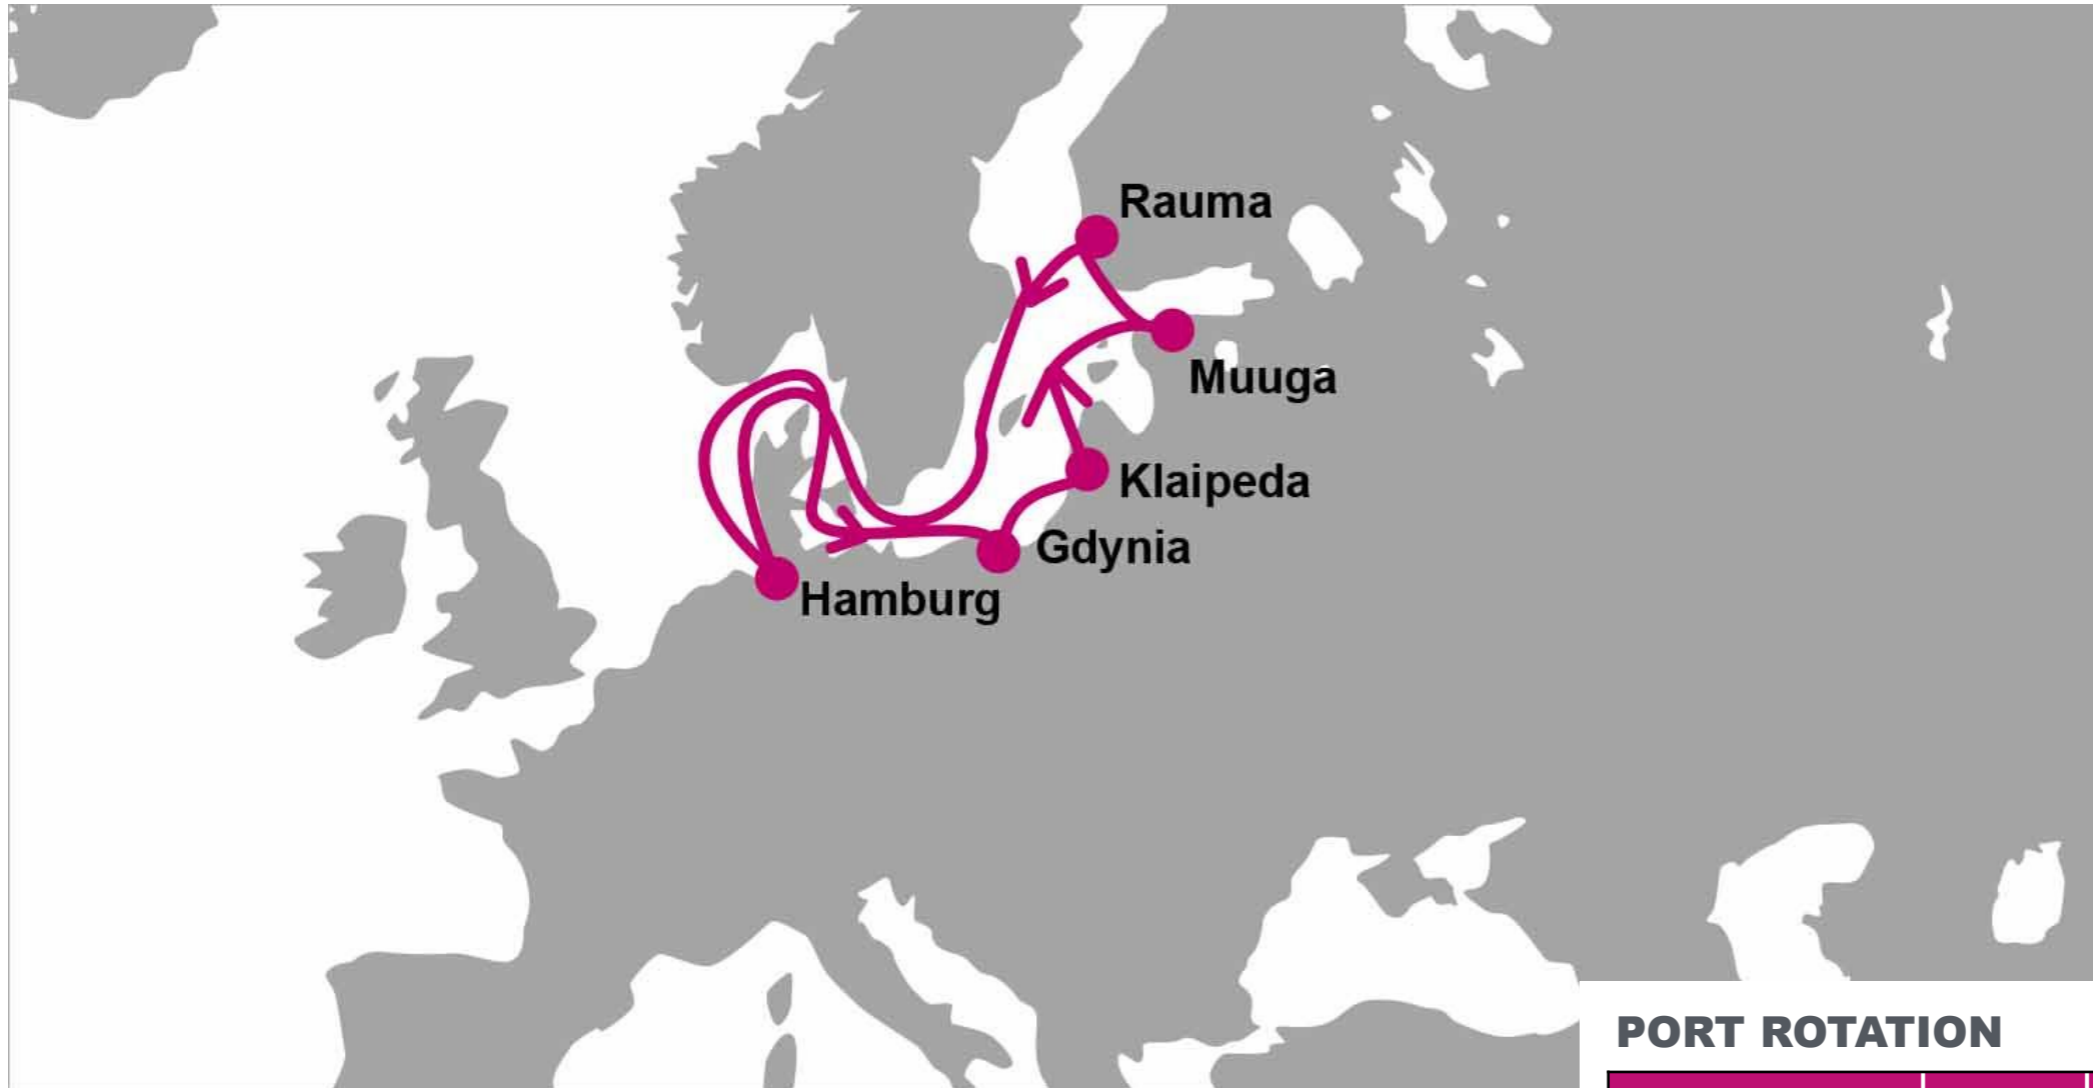 Rauma
Muuga
Klaipeda
Gdynia
Hamburg
PORT ROTATION